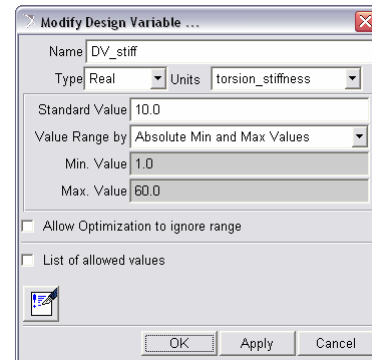 Modify Design Variable ...
Name DV_stiff
Type Real Units torsion_stiffness
Standard Value 10.0
Value Range by Absolute Min and Max Values
Min. Value 1.0
Max. Value 60.0
Allow Optimization to ignore range
List of allowed values
OK Apply Cancel